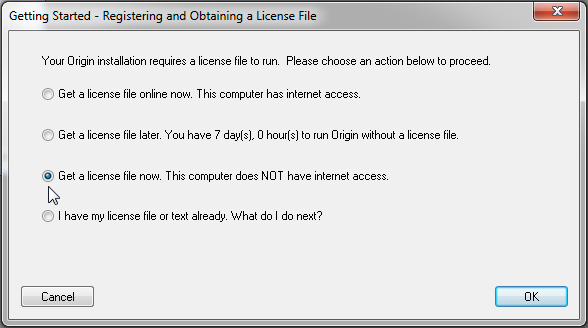 Getting Started - Registering and Obtaining a License File
Your Origin installation requires a license file to run. Please choose an action below to proceed.
Get a license file online now. This computer has internet access.
Get a license file later. You have 7 day(s), 0 hour(s) to run Origin without a license file.
Get a license file now. This computer does NOT have internet access.
I have my license file or text already. What do I do next?
Cancel
OK